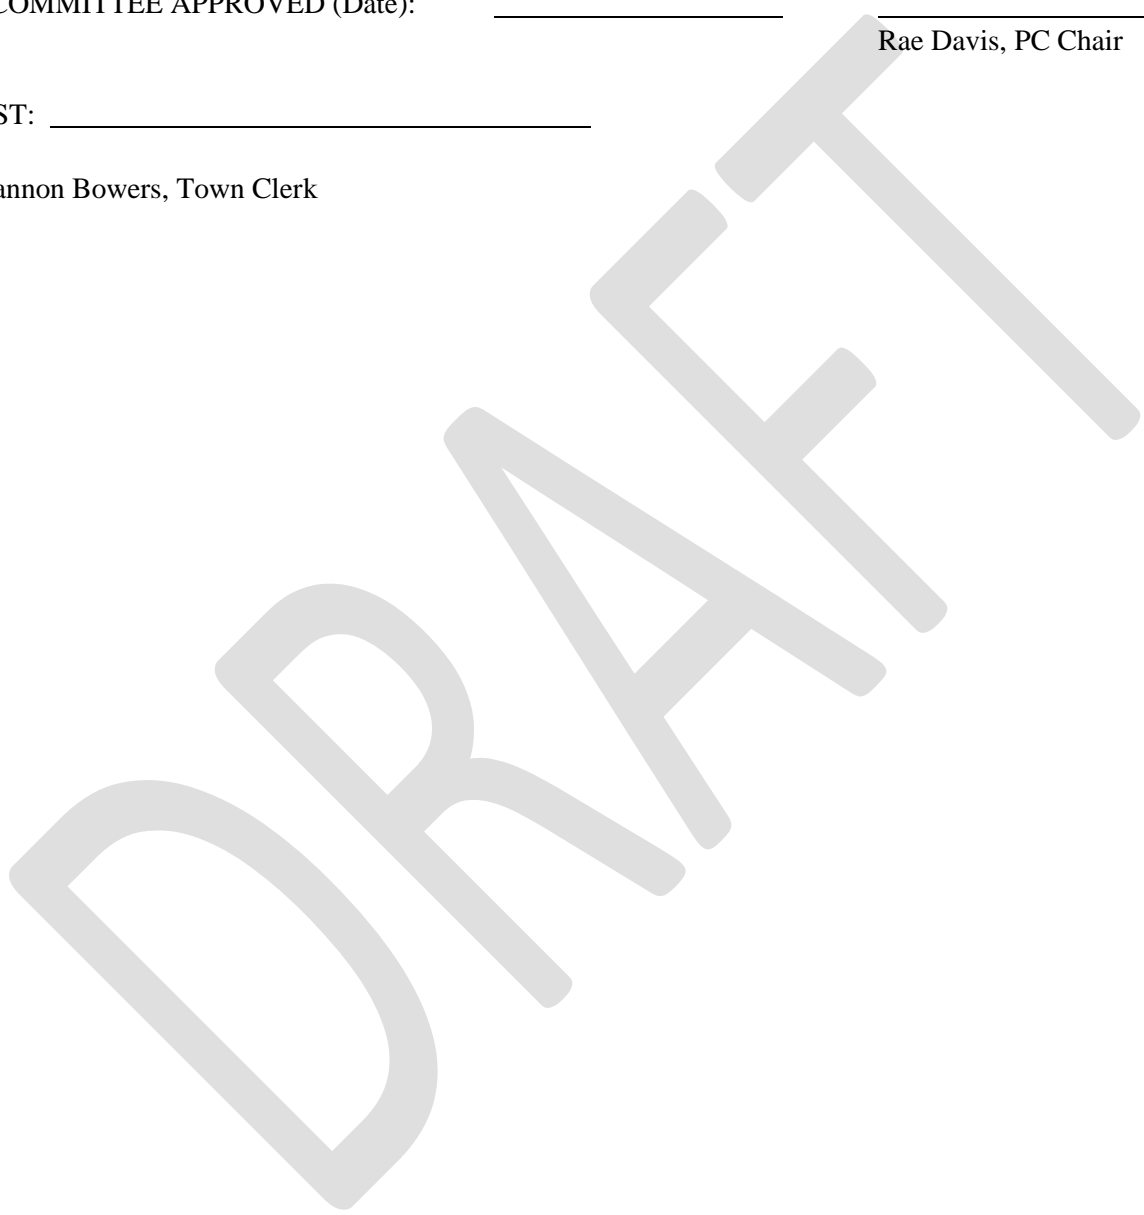 COMMITTEE APPROVED (Date):
Rae Davis, PC Chair
ST:
annon Bowers, Town Clerk
DRAFT